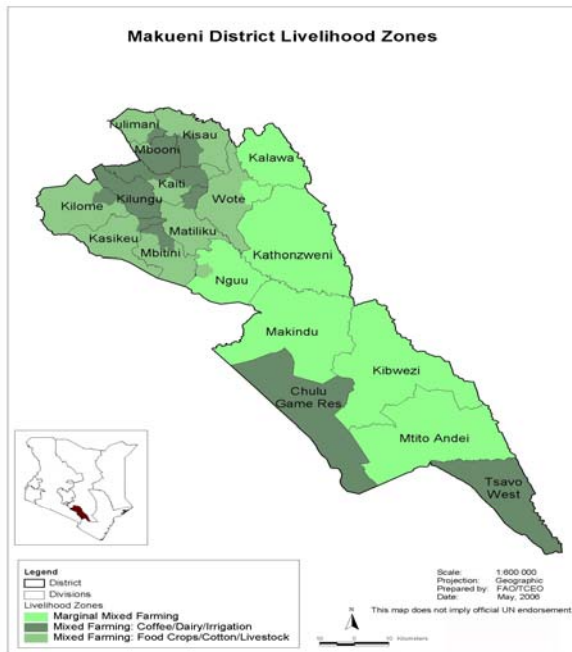 Makueni District Livelihood Zones
Tulimani
Kisau
Mbooni
Kalawa
Kaiti
Kilungu
Wote
Kilome
Kasikeu
Matiliku
Mbitini
Kathonzweni
Nguu
Makindu
Kibwezi
Chulu
Game Res
Mtito Andei
Tsavo
West
Legend
District
Divisions
Livelihood Zones
Marginal Mixed Farming
Mixed Farming: Coffee/Dairy/Irrigation
Mixed Farming: Food Crops/Cotton/Livestock
Scale: 1:600 000
Projection: Geographic
Prepared by: FAO/TCEO
Date: May, 2006
This map does not imply official UN endorsement
N
Kilometers